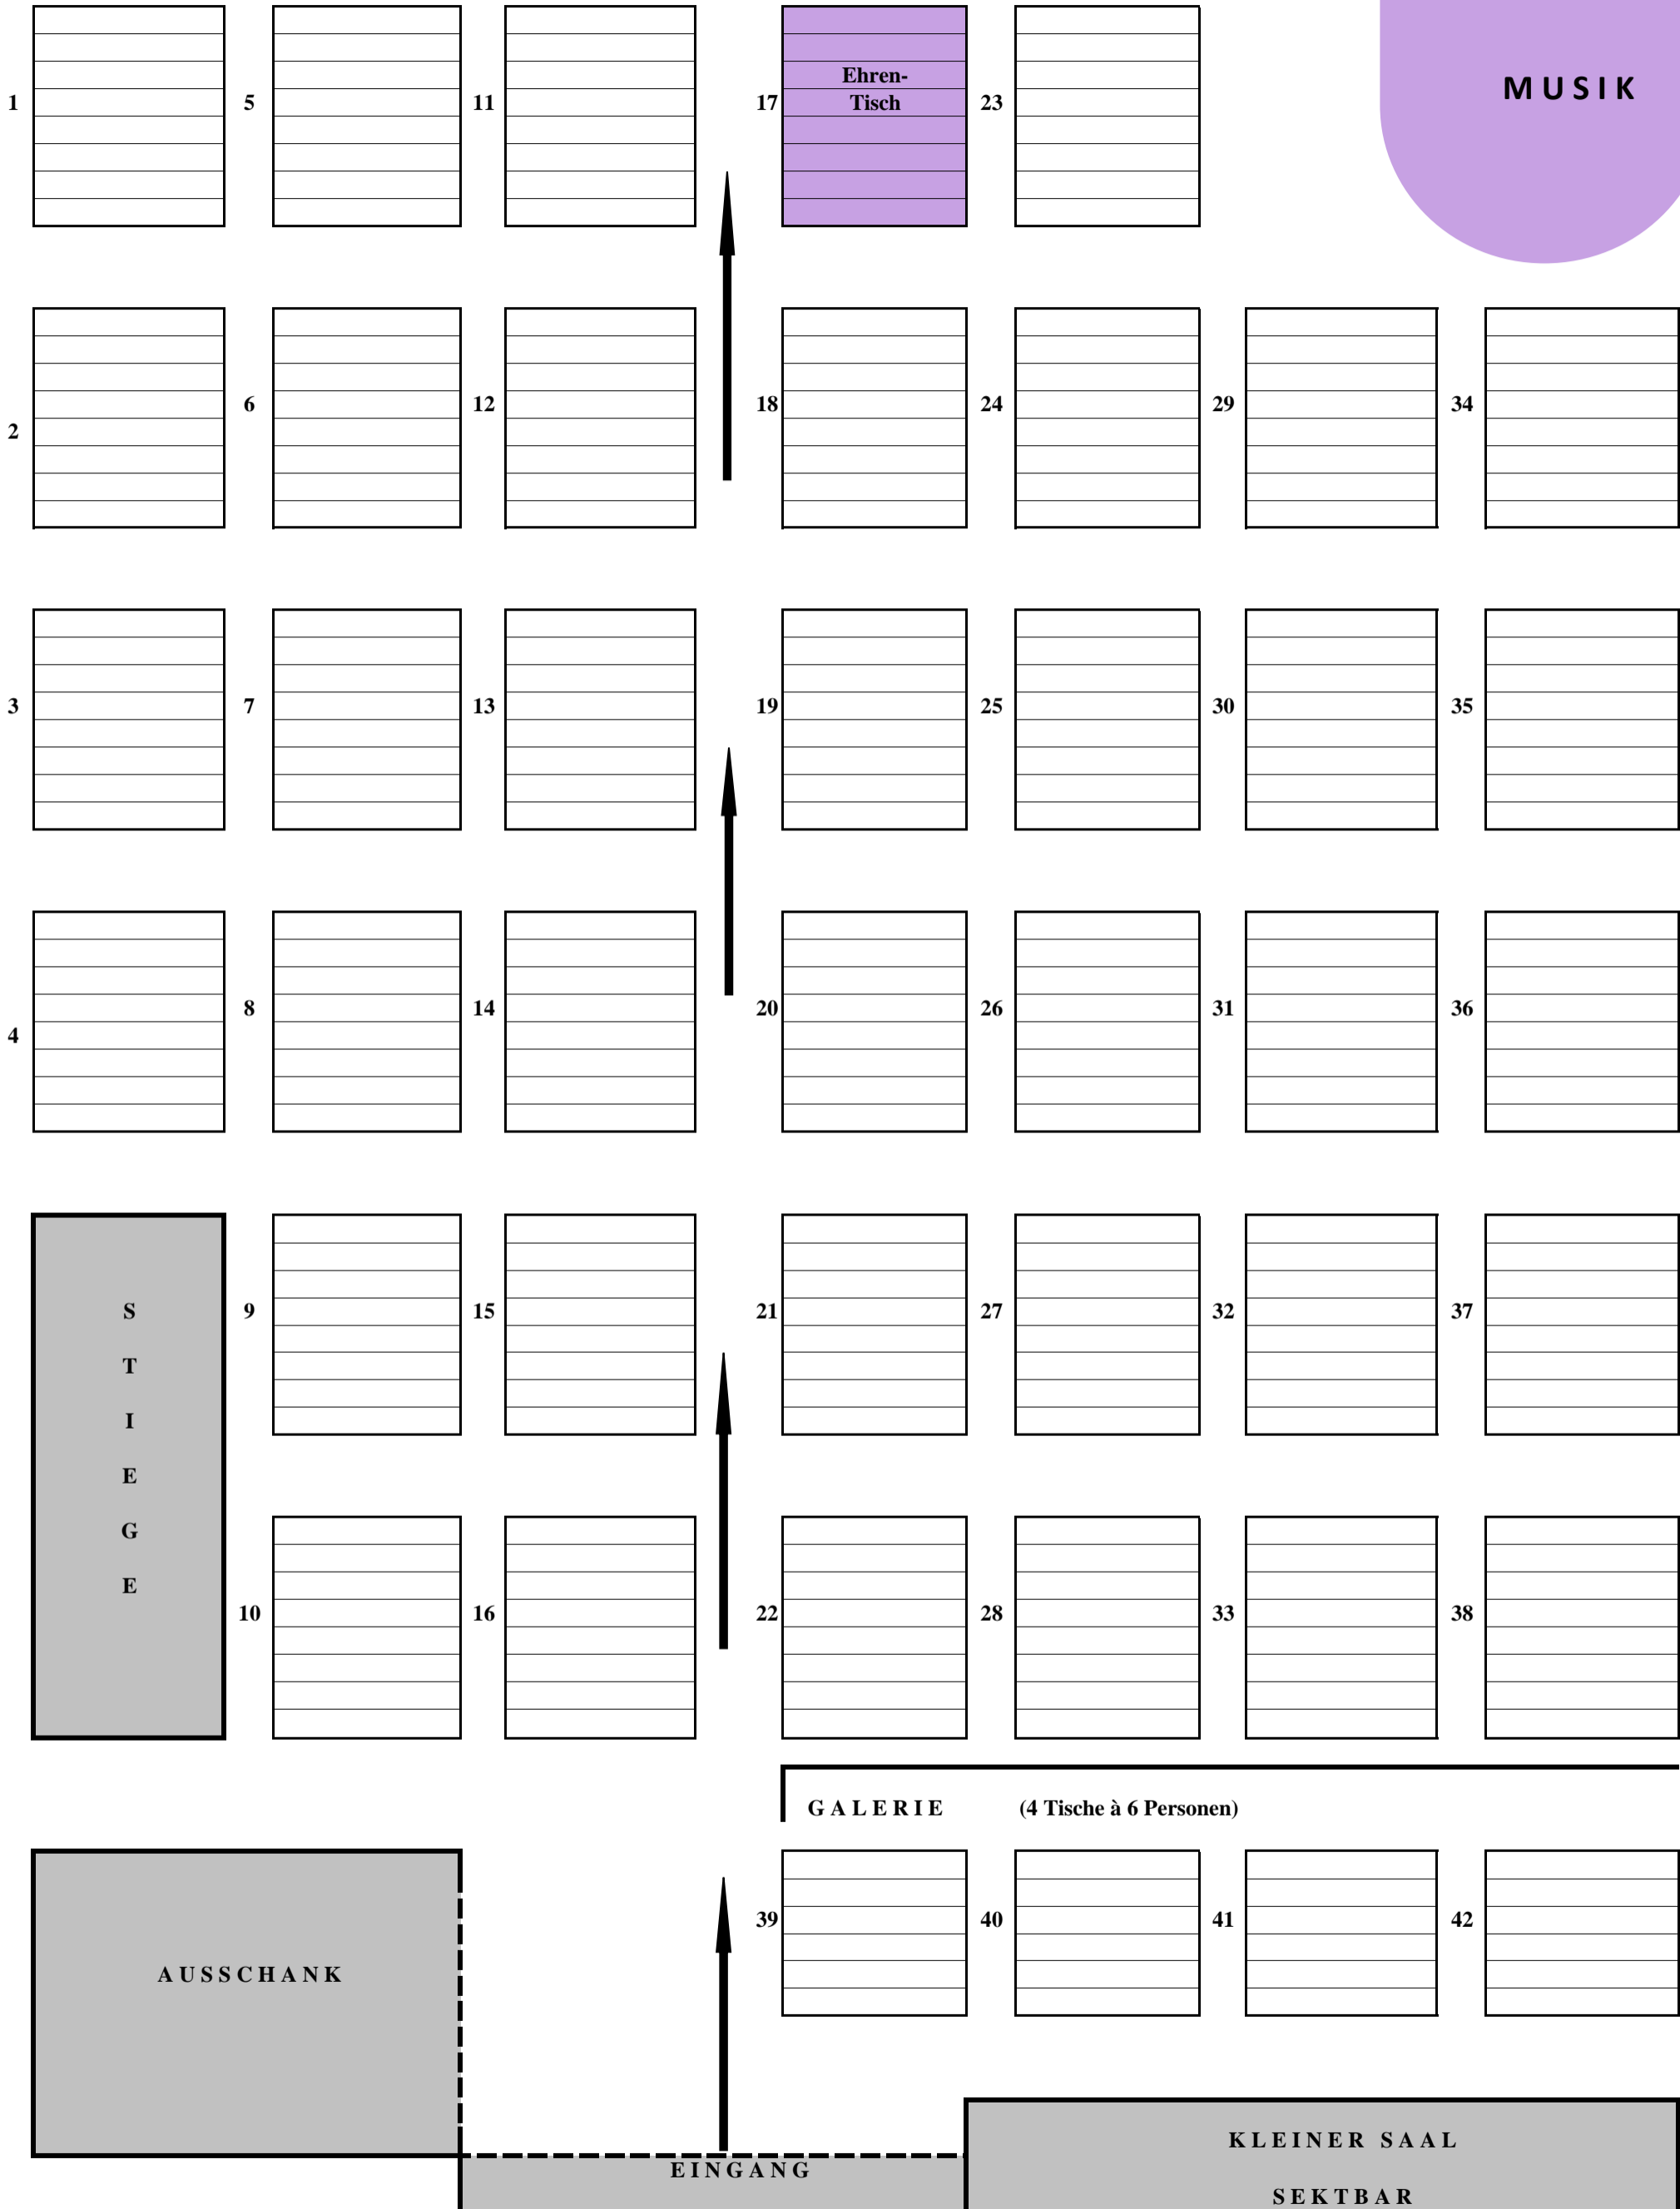 1 5 11 17 Ehren- 23 MUSIK
Tisch
2 6 12 18 24 29 34
3 7 13 19 25 30 35
4 8 14 20 26 31 36
S 9 15 21 27 32 37
T
I
E
G
E
10 16 22 28 33 38
GALERIE (4 Tische à 6 Personen)
39 40 41 42
AUSSCHANK
KLEINER SAAL
EINGANG
SEKTBAR